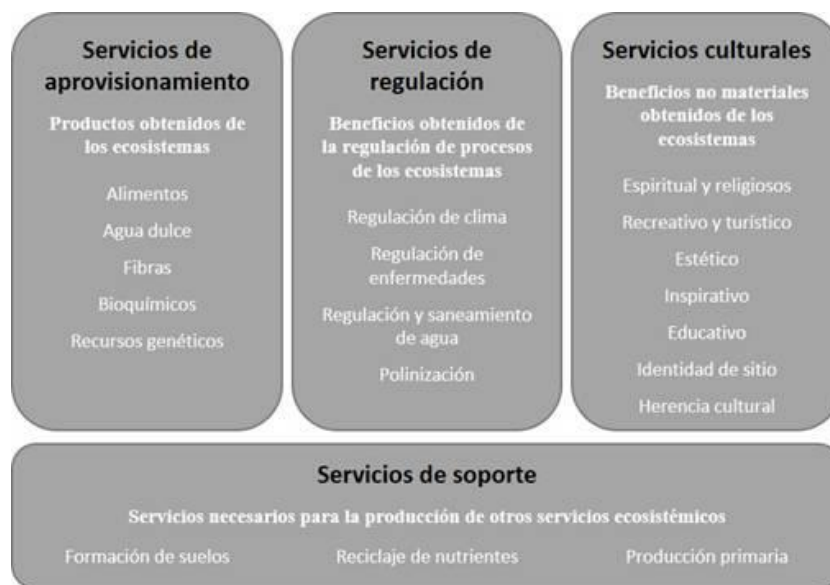 Servicios de
aprovisionamiento
Productos obtenidos de
los ecosistemas
Alimentos
Agua dulce
Fibras
Bioquímicos
Recursos genéticos
Servicios de
regulación
Beneficios obtenidos de
la regulación de procesos
de los ecosistemas
Regulación de clima
Regulación de
enfermedades
Regulación y saneamiento
de agua
Polinización
Servicios culturales
Beneficios no materiales
obtenidos de los
ecosistemas
Espiritual y religiosos
Recreativo y turístico
Estético
Inspirativo
Educativo
Identidad de sitio
Herencia cultural
Servicios de soporte
Servicios necesarios para la producción de otros servicios ecosistémicos
Formación de suelos Reciclaje de nutrientes Producción primaria